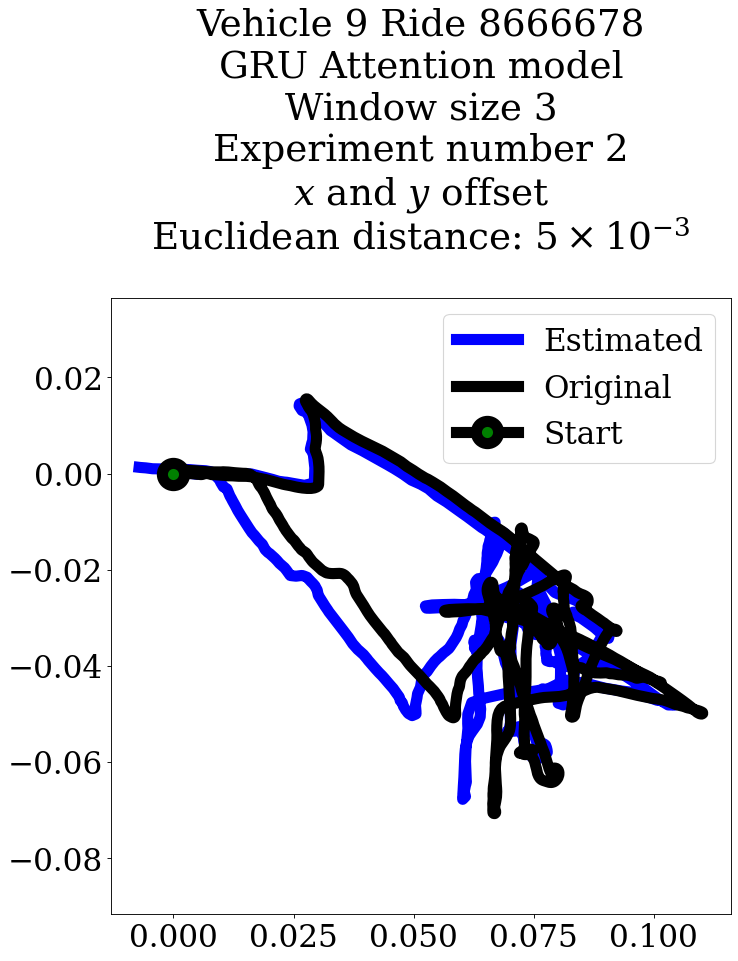 Vehicle 9 Ride 8666678
GRU Attention model
Window size 3
Experiment number 2
x and y offset
Euclidean distance: 5 × 10⁻³
Estimated
Original
Start
0.02
0.00
−0.02
−0.04
−0.06
−0.08
0.000 0.025 0.050 0.075 0.100